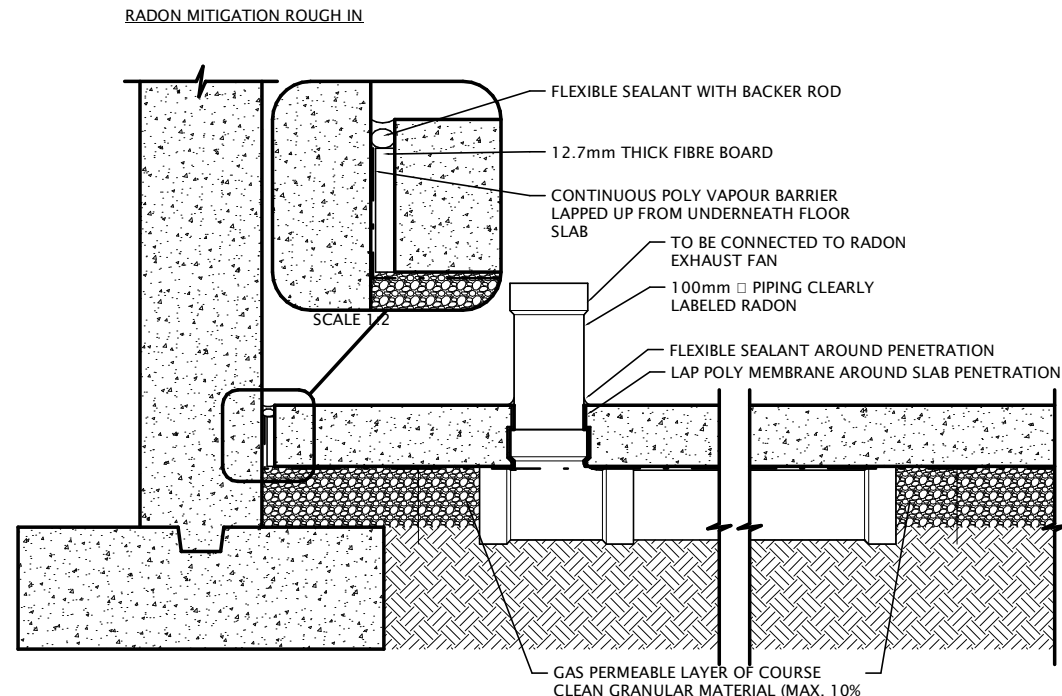 RADON MITIGATION ROUGH IN
FLEXIBLE SEALANT WITH BACKER ROD
12.7mm THICK FIBRE BOARD
CONTINUOUS POLY VAPOUR BARRIER
LAPPED UP FROM UNDERNEATH FLOOR
SLAB
TO BE CONNECTED TO RADON
EXHAUST FAN
100mm □ PIPING CLEARLY
LABELED RADON
SCALE 1:2
FLEXIBLE SEALANT AROUND PENETRATION
LAP POLY MEMBRANE AROUND SLAB PENETRATION
GAS PERMEABLE LAYER OF COURSE
CLEAN GRANULAR MATERIAL (MAX. 10%